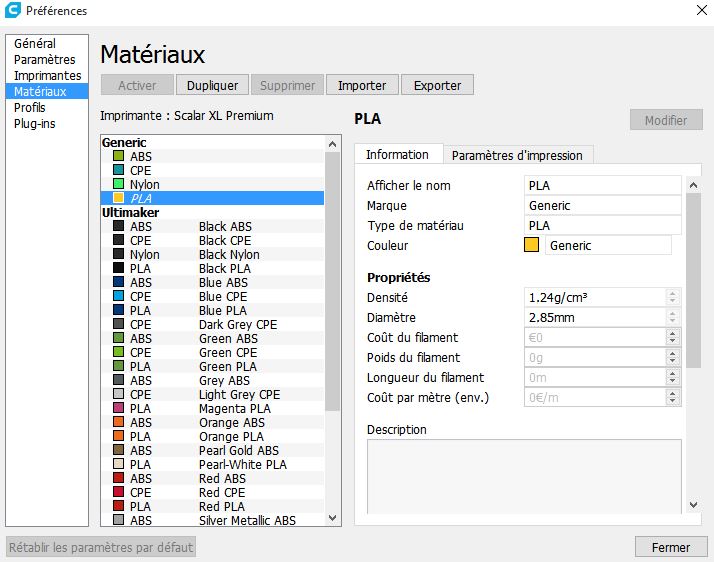 Préférences
Général
Paramètres
Imprimantes
Matériaux
Profils
Plug-ins
Matériaux
Activer Dupliquer Supprimer Importer Exporter
Imprimante : Scalar XL Premium
Generic
ABS
CPE
Nylon
PLA
Ultimaker
ABS Black ABS
CPE Black CPE
Nylon Black Nylon
PLA Black PLA
ABS Blue ABS
CPE Blue CPE
PLA Blue PLA
CPE Dark Grey CPE
ABS Green ABS
CPE Green CPE
PLA Green PLA
ABS Grey ABS
CPE Light Grey CPE
PLA Magenta PLA
ABS Orange ABS
PLA Orange PLA
ABS Pearl Gold ABS
PLA Pearl-White PLA
ABS Red ABS
CPE Red CPE
PLA Red PLA
ABS Silver Metallic ABS
PLA
Modifier
Information Paramètres d'impression
Afficher le nom PLA
Marque Generic
Type de matériau PLA
Couleur Generic
Propriétés
Densité 1.24g/cm³
Diamètre 2.85mm
Coût du filament €0
Poids du filament 0g
Longueur du filament 0m
Coût par mètre (env.) 0€/m
Description
Rétablir les paramètres par défaut
Fermer